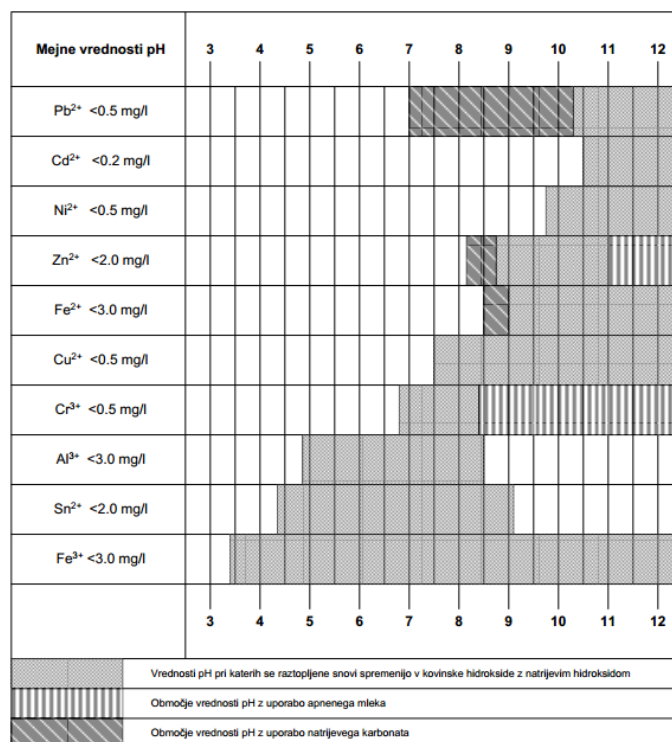 Mejne vrednosti pH 3 4 5 6 7 8 9 10 11 12
Pb²⁺ <0.5 mg/l
Cd²⁺ <0.2 mg/l
Ni²⁺ <0.5 mg/l
Zn²⁺ <2.0 mg/l
Fe²⁺ <3.0 mg/l
Cu²⁺ <0.5 mg/l
Cr³⁺ <0.5 mg/l
Al³⁺ <3.0 mg/l
Sn²⁺ <2.0 mg/l
Fe³⁺ <3.0 mg/l
3 4 5 6 7 8 9 10 11 12
Vrednosti pH pri katerih se raztopljene snovi spremenijo v kovinske hidrokside z natrijevim hidroksidom
Območje vrednosti pH z uporabo apnenega mleka
Območje vrednosti pH z uporabo natrijevega karbonata